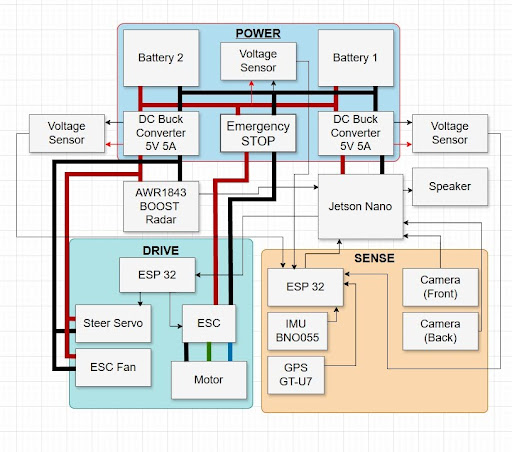 POWER
Battery 2
Voltage
Sensor
Battery 1
Voltage
Sensor
DC Buck
Converter
5V 5A
Emergency
STOP
DC Buck
Converter
5V 5A
Voltage
Sensor
AWR1843
BOOST
Radar
Jetson Nano
Speaker
DRIVE
ESP 32
Steer Servo
ESC
ESC Fan
Motor
SENSE
ESP 32
IMU
BNO055
GPS
GT-U7
Camera
(Front)
Camera
(Back)